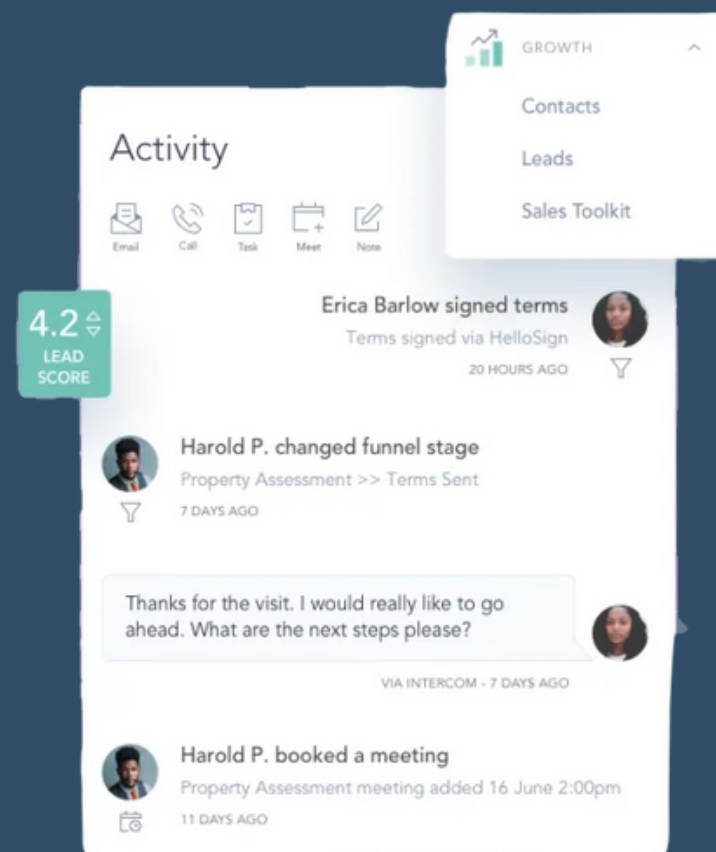 GROWTH
Contacts
Leads
Sales Toolkit
Activity
Email
Call
Task
Meet
Note
4.2
LEAD
SCORE
Erica Barlow signed terms
Terms signed via HelloSign
20 HOURS AGO
Harold P. changed funnel stage
Property Assessment >> Terms Sent
7 DAYS AGO
Thanks for the visit. I would really like to go
ahead. What are the next steps please?
VIA INTERCOM - 7 DAYS AGO
Harold P. booked a meeting
Property Assessment meeting added 16 June 2:00pm
11 DAYS AGO